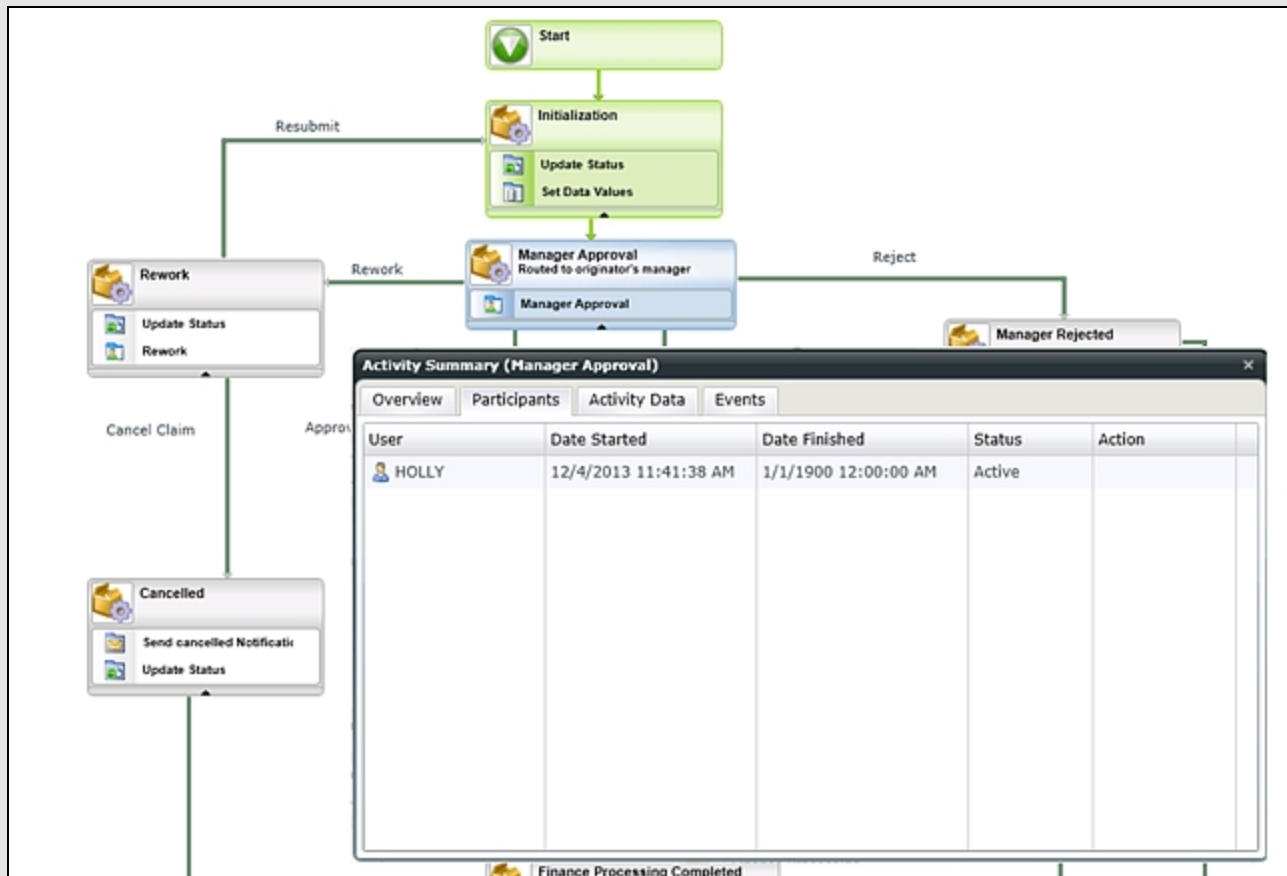 Start
Initialization
Resubmit
Update Status
Set Data Values
Manager Approval
Routed to originator's manager
Reject
Rework
Rework
Manager Approval
Update Status
Rework
Manager Rejected
Activity Summary (Manager Approval)
Overview Participants Activity Data Events
Cancel Claim
User Date Started Date Finished Status Action
HOLLY 12/4/2013 11:41:38 AM 1/1/1900 12:00:00 AM Active
Cancelled
Send cancelled Notificatio
Update Status
Finance Processing Completed